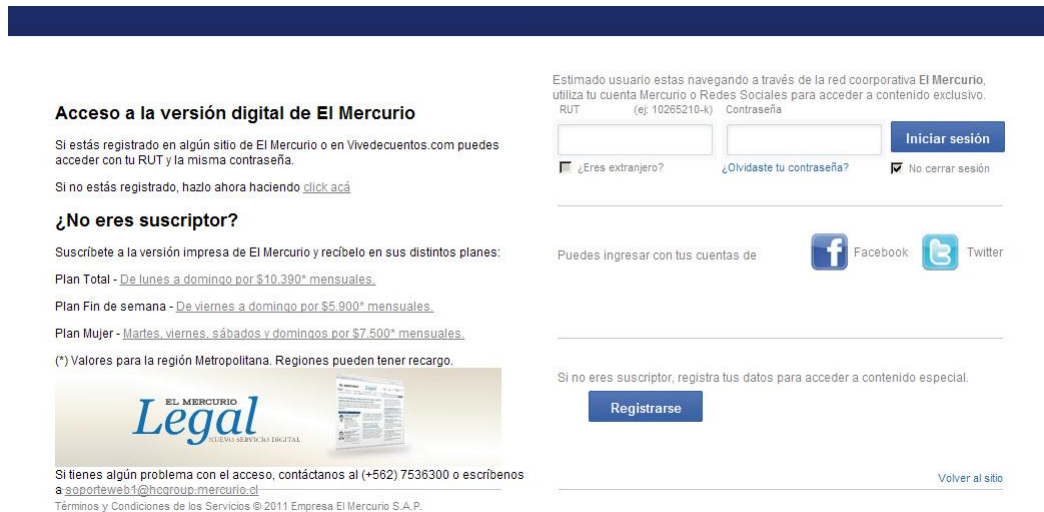 Acceso a la versión digital de El Mercurio
Si estás registrado en algún sitio de El Mercurio o en Vivedecuentos.com puedes
acceder con tu RUT y la misma contraseña.
Si no estás registrado, hazlo ahora haciendo click acá
¿No eres suscriptor?
Suscríbete a la versión impresa de El Mercurio y recíbelo en sus distintos planes:
Plan Total - De lunes a domingo por $10.390* mensuales.
Plan Fin de semana - De viernes a domingo por $5.900* mensuales.
Plan Mujer - Martes, viernes, sábados y domingos por $7.500* mensuales.
(*) Valores para la región Metropolitana. Regiones pueden tener recargo.
EL MERCURIO
Legal
NUEVO SERVICIO DIGITAL
Si tienes algún problema con el acceso, contáctanos al (+562) 7536300 o escríbenos
a soporteweb1@hcgroup.mercurio.cl
Términos y Condiciones de los Servicios © 2011 Empresa El Mercurio S.A.P.
Estimado usuario estas navegando a través de la red coorporativa El Mercurio,
utiliza tu cuenta Mercurio o Redes Sociales para acceder a contenido exclusivo.
RUT (ej: 10265210-k) Contraseña
Iniciar sesión
¿Eres extranjero? ¿Olvidaste tu contraseña? No cerrar sesión
Puedes ingresar con tus cuentas de Facebook Twitter
Si no eres suscriptor, registra tus datos para acceder a contenido especial.
Registrarse
Volver al sitio